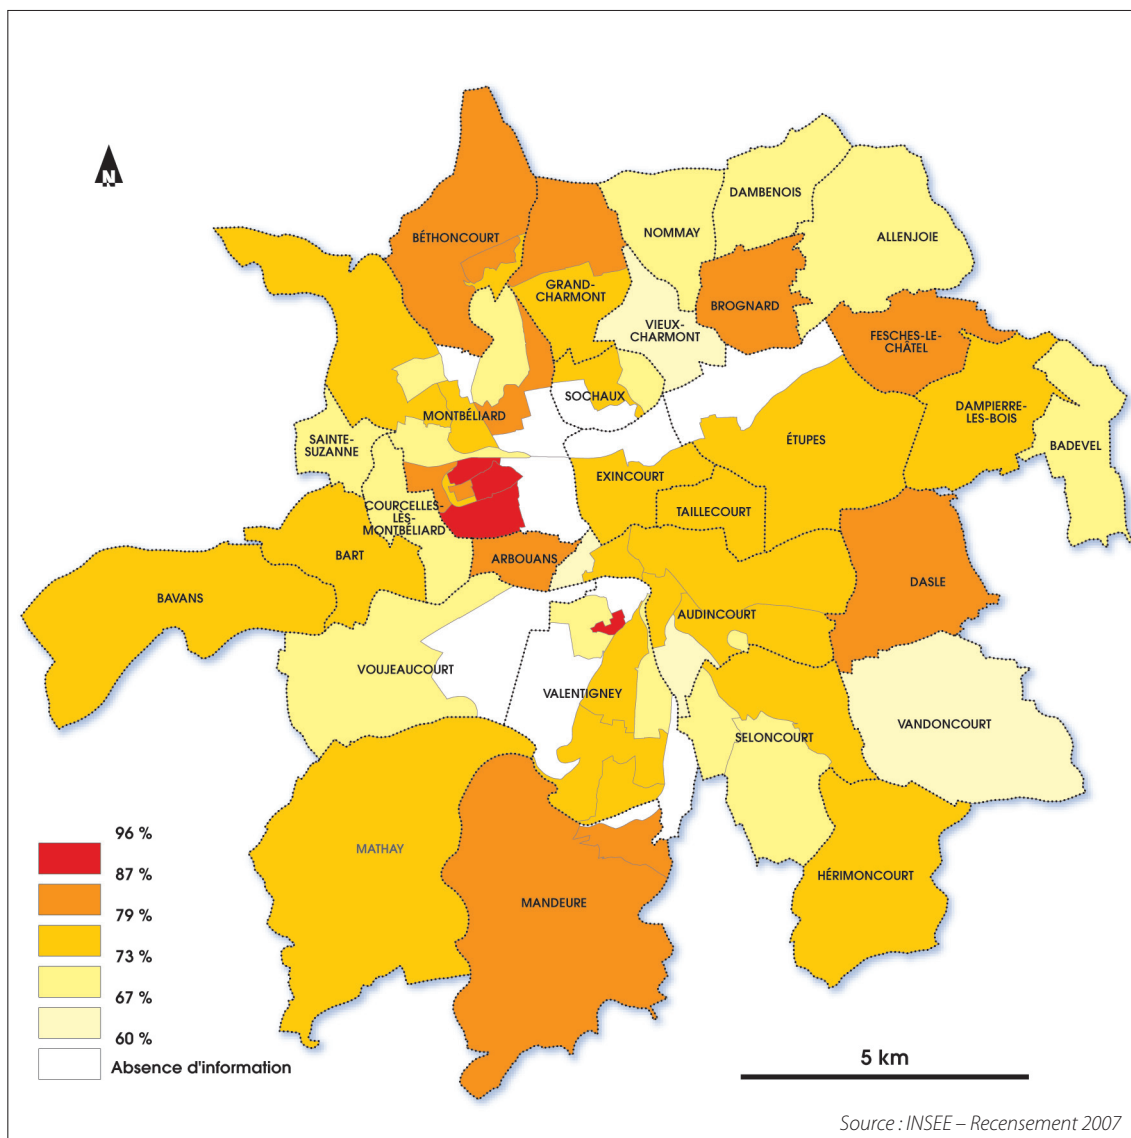 N
DAMBENOIS
BÉTHONCOURT
NOMMAY
ALLENJOIE
GRAND-
CHARMONT
BROGNARD
VIEUX-
CHARMONT
FESCHES-LE-
CHÂTEL
SOCHAUX
MONTBÉLIARD
DAMPIERRE-
LES-BOIS
SAINTE-
SUZANNE
ÉTUPES
BADEVEL
EXINCOURT
COURCELLES-
LÈS-
MONTBÉLIARD
TAILLECOURT
BART
ARBOUANS
DASLE
BAVANS
AUDINCOURT
VOUJEAUCOURT
VALENTIGNEY
VANDONCOURT
SELONCOURT
MATHAY
HÉRIMONCOURT
MANDEURE
96 %
87 %
79 %
73 %
67 %
60 %
Absence d'information
5 km
Source : INSEE – Recensement 2007